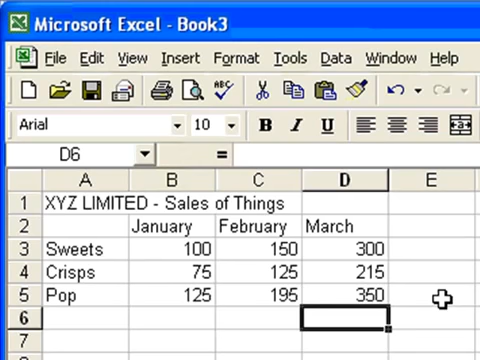 Microsoft Excel - Book3
File Edit View Insert Format Tools Data Window Help
ABC
Arial 10 B I U
D6 =
A B C D E
1 XYZ LIMITED - Sales of Things
2 January February March
3 Sweets 100 150 300
4 Crisps 75 125 215
5 Pop 125 195 350
6
7